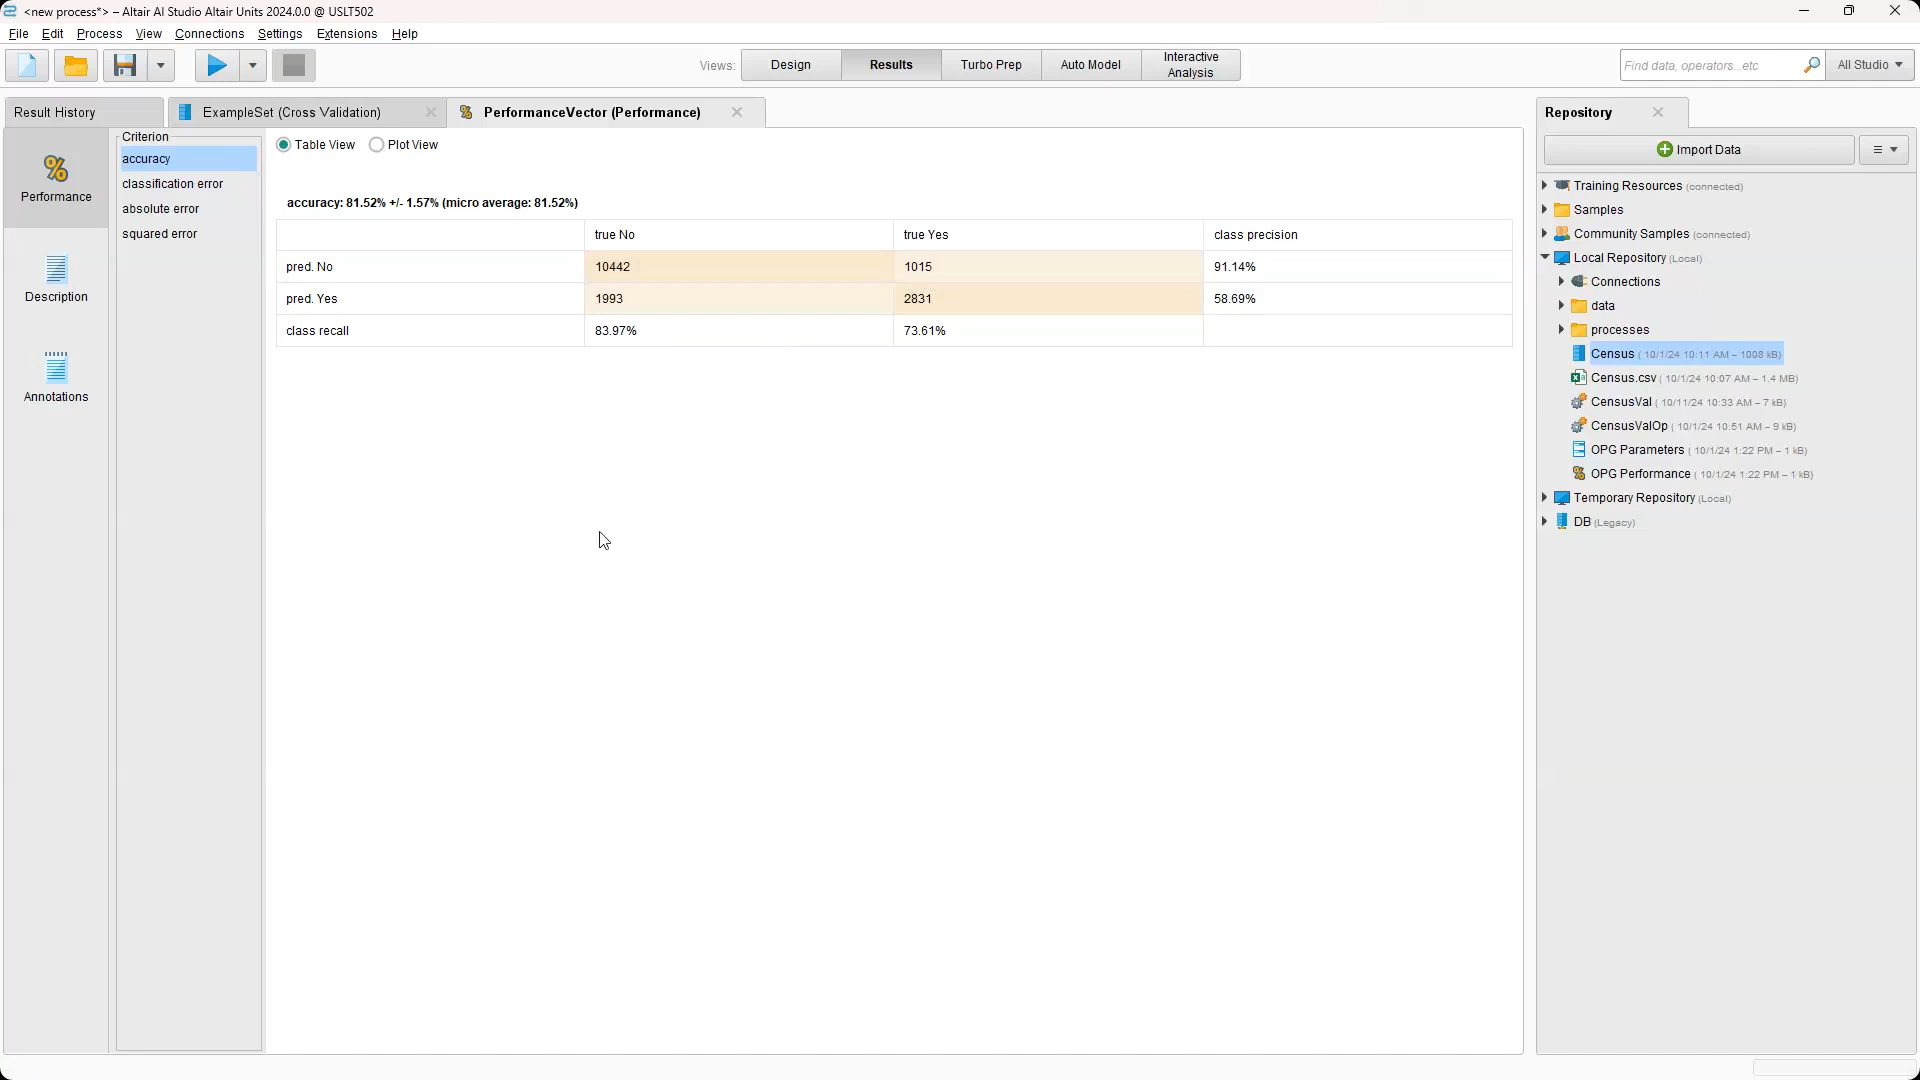 <new process*> – Altair AI Studio Altair Units 2024.0.0 @ USLT502
File Edit Process View Connections Settings Extensions Help
Views: Design Results Turbo Prep Auto Model Interactive Analysis
Find data, operators...etc All Studio
Result History ExampleSet (Cross Validation) PerformanceVector (Performance)
Performance
Description
Annotations
Criterion
accuracy
classification error
absolute error
squared error
Table View Plot View
accuracy: 81.52% +/- 1.57% (micro average: 81.52%)
true No true Yes class precision
pred. No 10442 1015 91.14%
pred. Yes 1993 2831 58.69%
class recall 83.97% 73.61%
Repository
Import Data
Training Resources (connected)
Samples
Community Samples (connected)
Local Repository (Local)
Connections
data
processes
Census ( 10/1/24 10:11 AM – 1008 kB)
Census.csv ( 10/1/24 10:07 AM – 1.4 MB)
CensusVal ( 10/11/24 10:33 AM – 7 kB)
CensusValOp ( 10/1/24 10:51 AM – 9 kB)
OPG Parameters ( 10/1/24 1:22 PM – 1 kB)
OPG Performance ( 10/1/24 1:22 PM – 1 kB)
Temporary Repository (Local)
DB (Legacy)